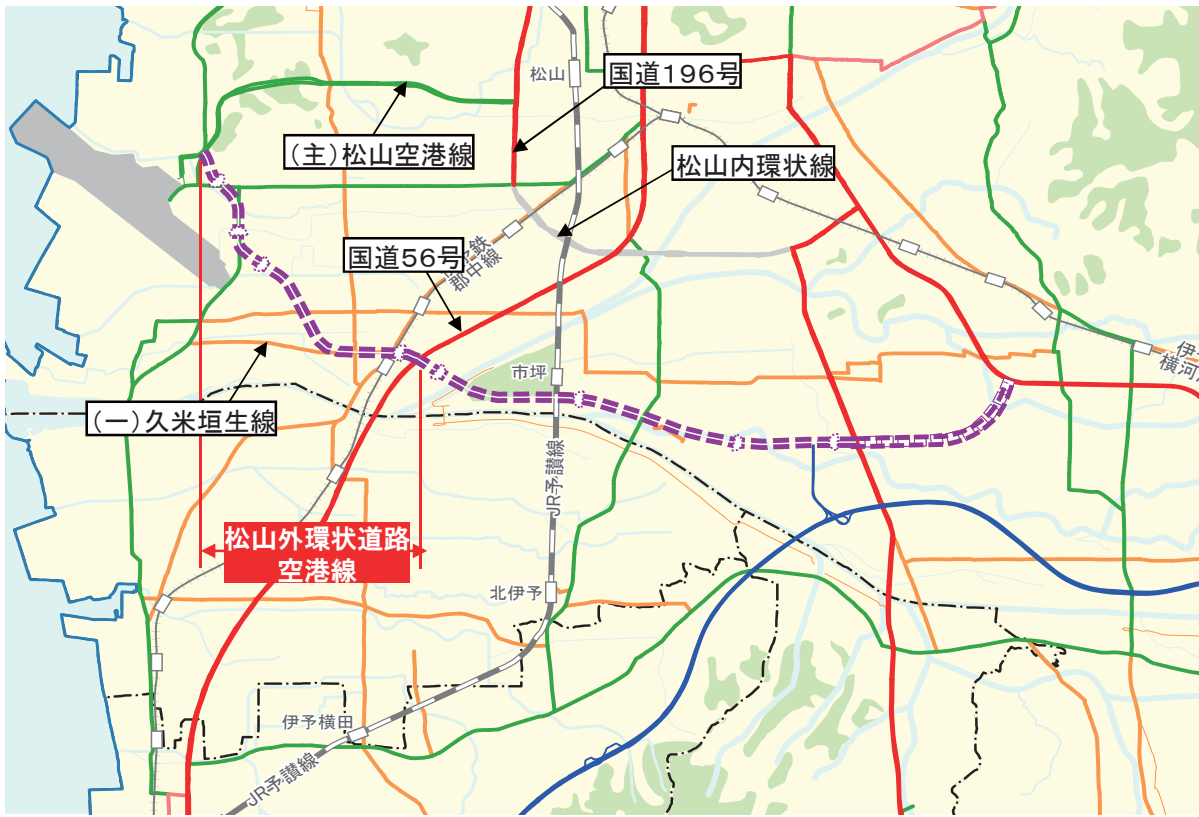 国道196号
松山
(主)松山空港線
松山内環状線
国道56号
郡中線
市坪
(一)久米垣生線
JR予讃線
松山外環状道路
空港線
北伊予
伊予横田
JR予讃線